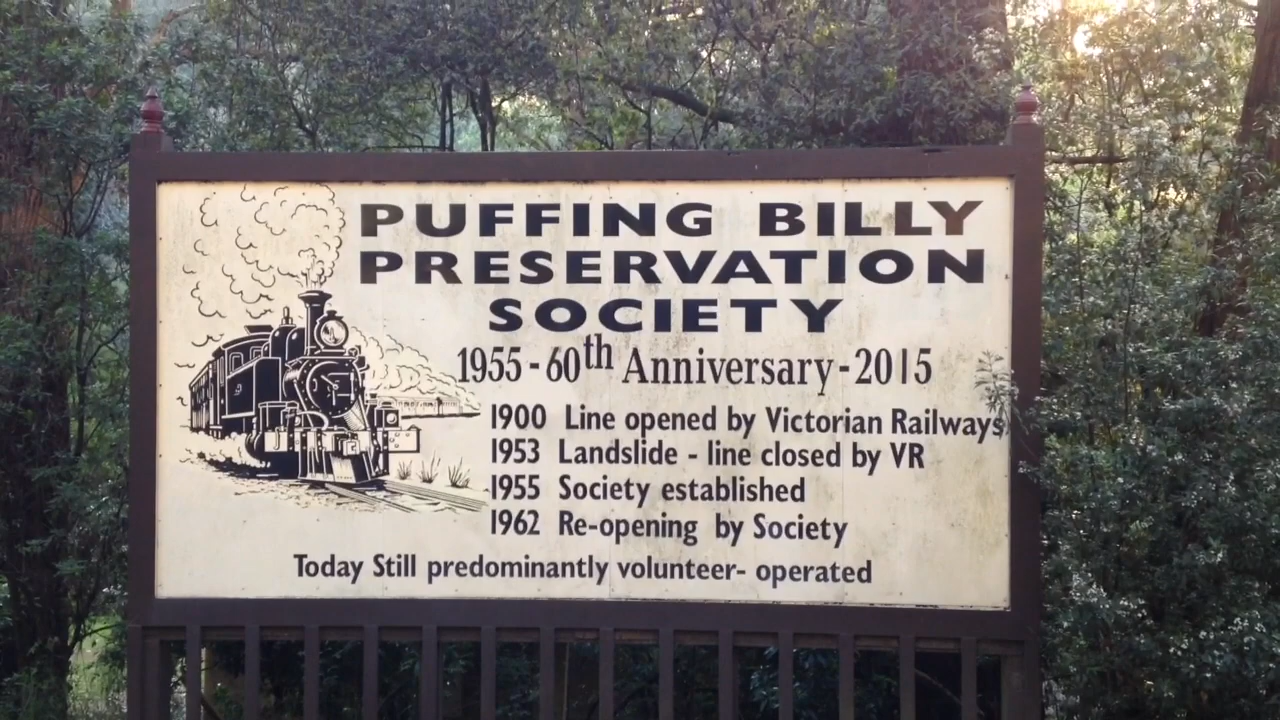 PUFFING BILLY
PRESERVATION
SOCIETY
1955 - 60th Anniversary - 2015
1900 Line opened by Victorian Railways
1953 Landslide - line closed by VR
1955 Society established
1962 Re-opening by Society
Today Still predominantly volunteer- operated